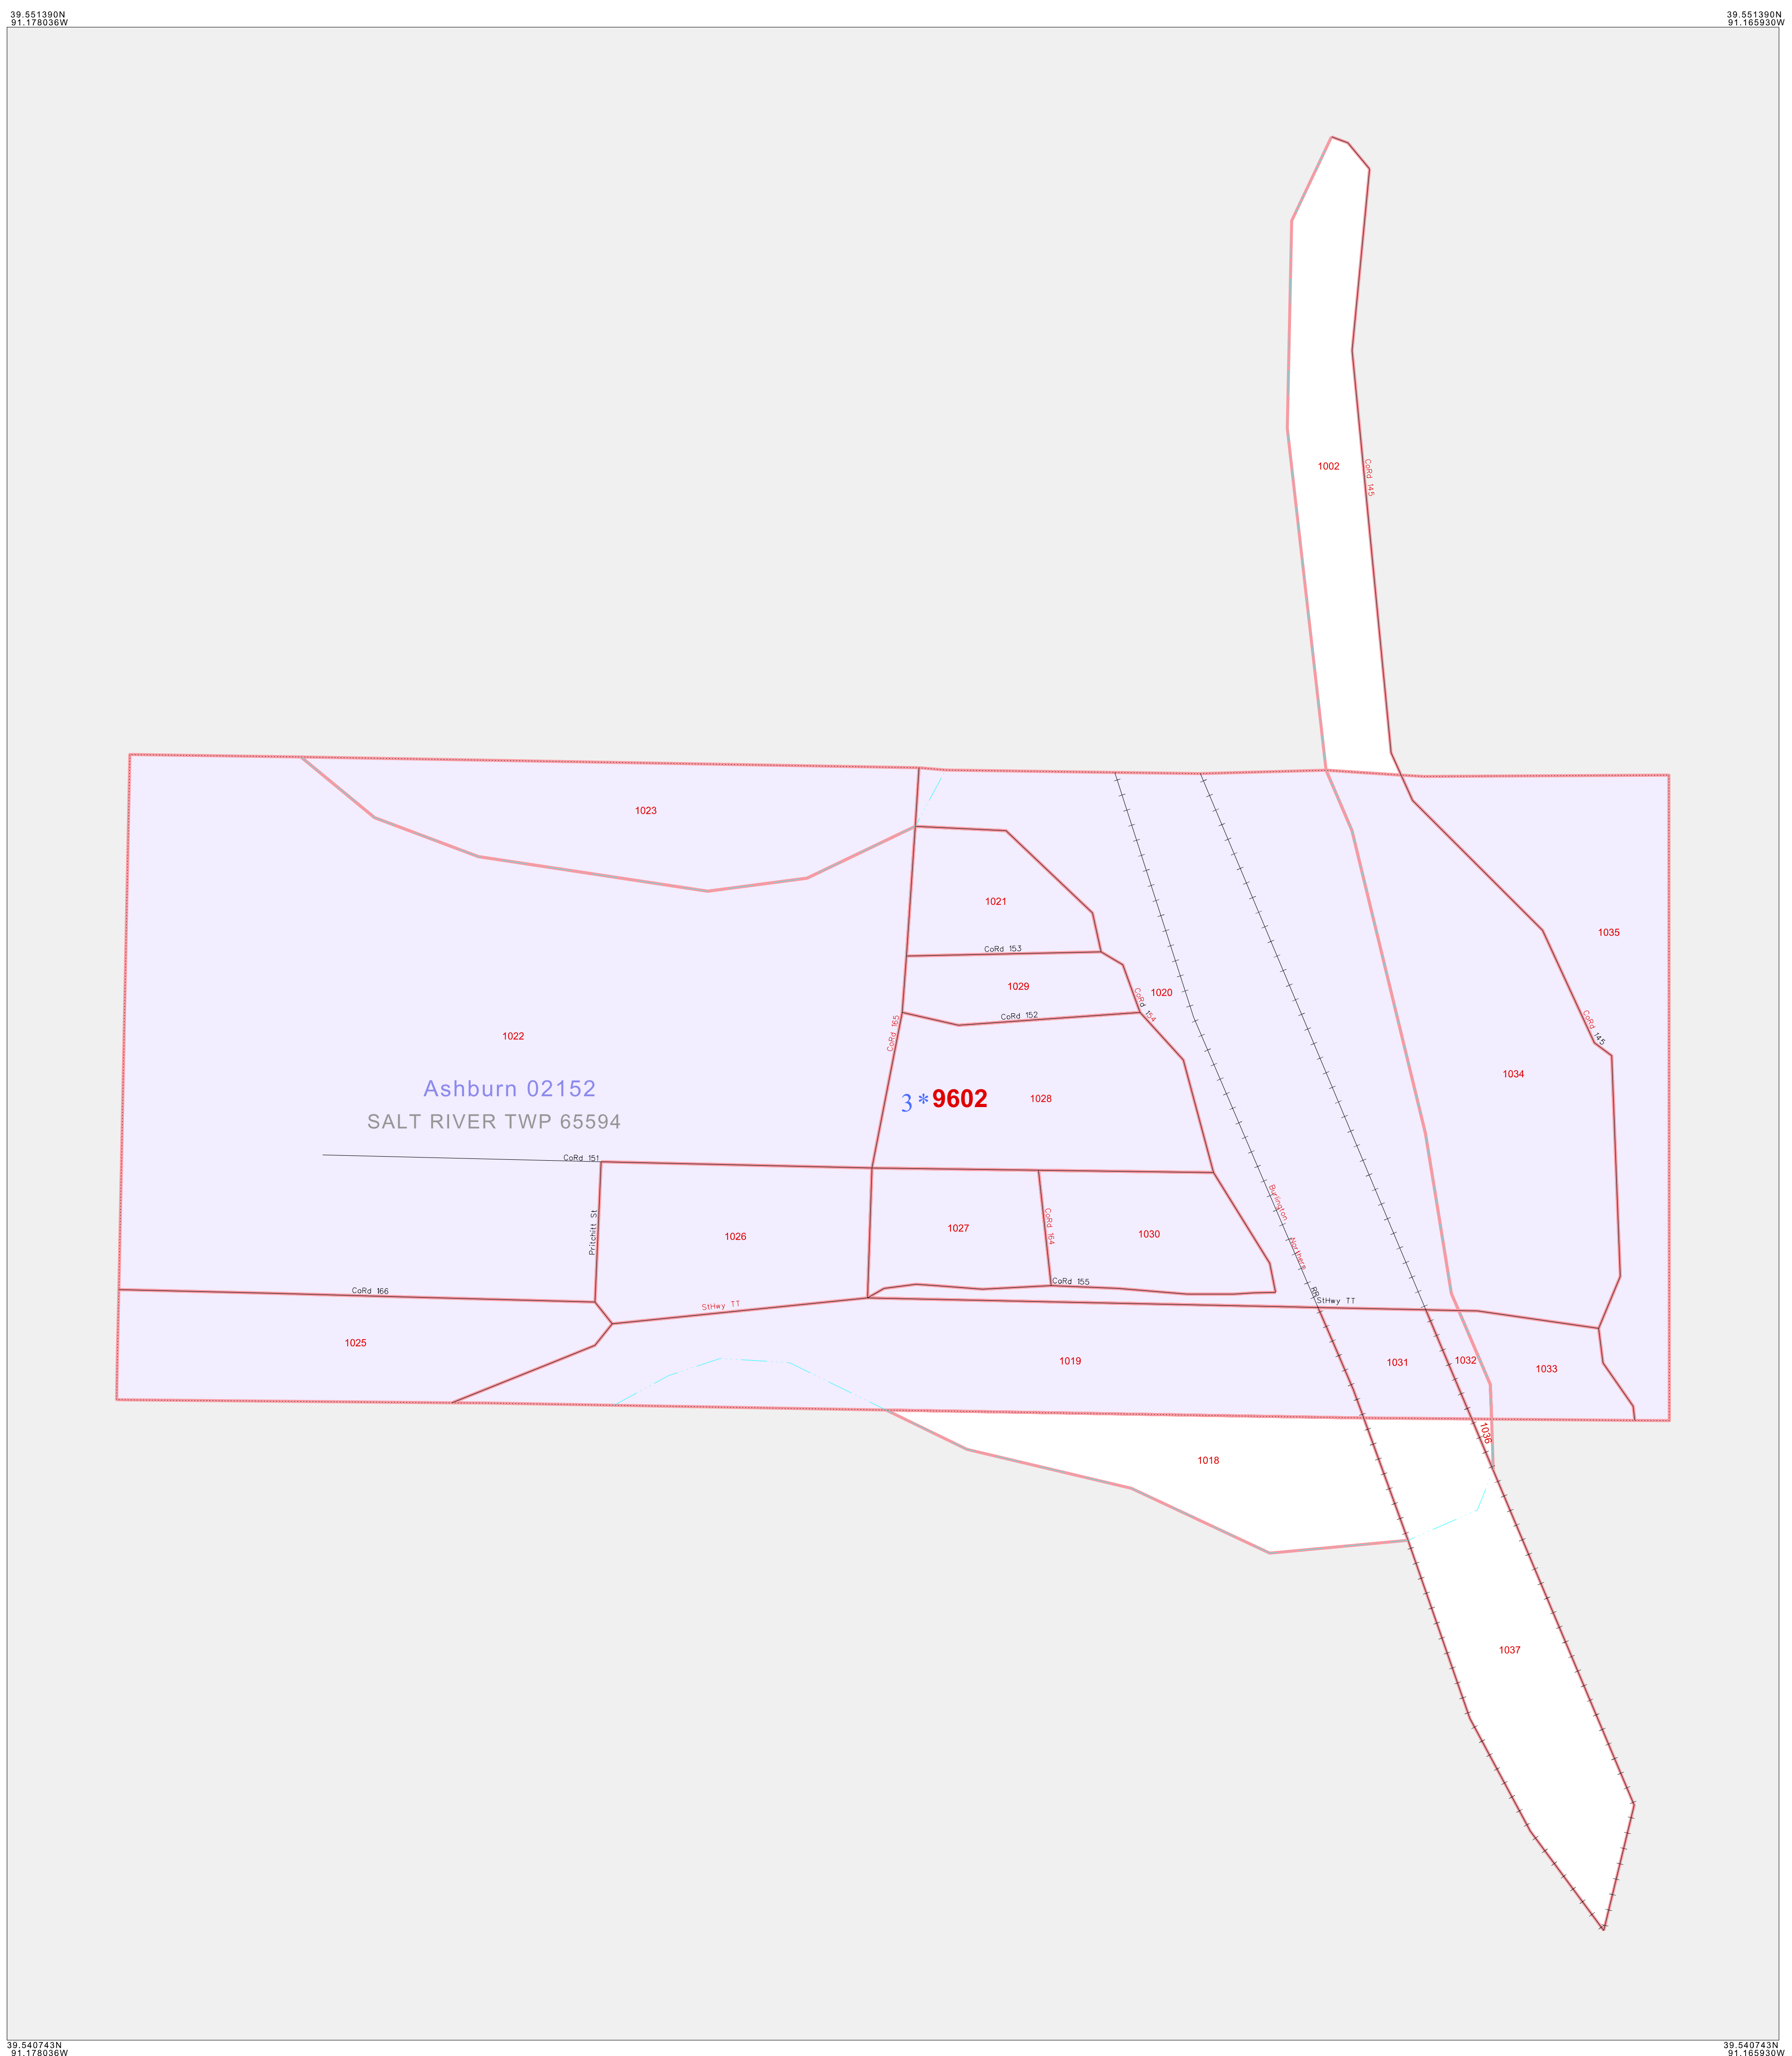 39.551390N
91.178036W
39.551390N
91.165930W
1002
CoRd 145
1023
1021
1035
CoRd 153
1029
1020
CoRd 154
CoRd 152
CoRd 165
CoRd 145
1022
1034
Ashburn 02152
3*9602
1028
SALT RIVER TWP 65594
CoRd 151
Pritchitt St
1026
1027
CoRd 164
1030
Burlington Northern RR
CoRd 155
CoRd 166
StHwy TT
StHwy TT
1025
1019
1031
1032
1033
1036
1018
1037
39.540743N
91.178036W
39.540743N
91.165930W